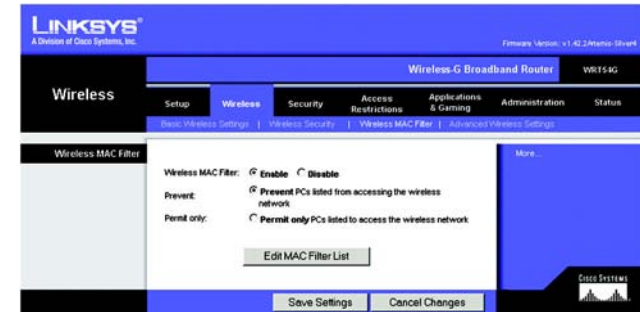 LINKSYS®
A Division of Cisco Systems, Inc.
Firmware Version: v1.42.2Artemis-Silver4
Wireless-G Broadband Router WRT54G
Wireless
Setup Wireless Security Access Restrictions Applications & Gaming Administration Status
Basic Wireless Settings | Wireless Security | Wireless MAC Filter | Advanced Wireless Settings
Wireless MAC Filter
More...
Wireless MAC Filter: Enable Disable
Prevent: Prevent PCs listed from accessing the wireless
network
Permit only: Permit only PCs listed to access the wireless network
Edit MAC Filter List
CISCO SYSTEMS
Save Settings Cancel Changes